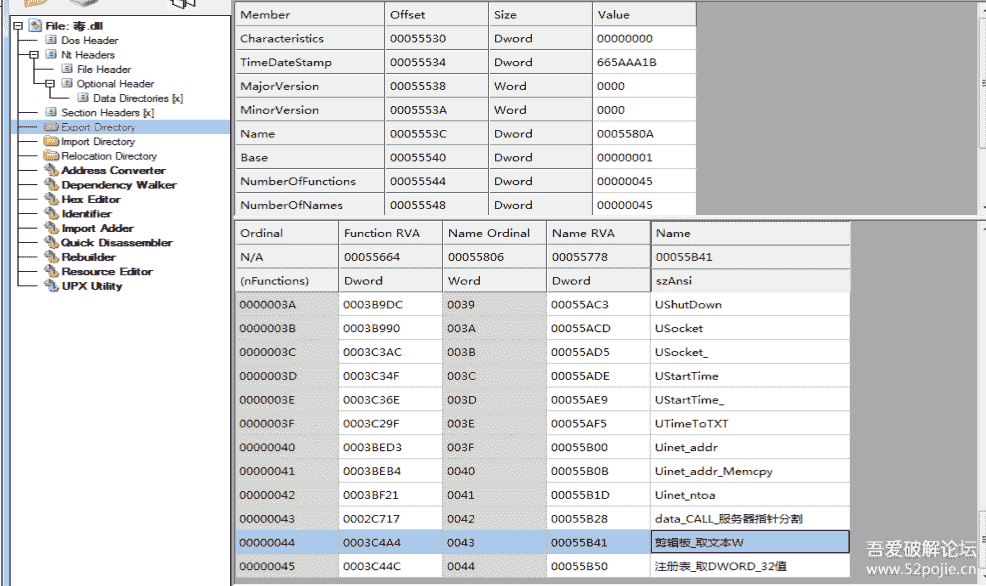 File: 毒.dll
Dos Header
Nt Headers
File Header
Optional Header
Data Directories [x]
Section Headers [x]
Export Directory
Import Directory
Relocation Directory
Address Converter
Dependency Walker
Hex Editor
Identifier
Import Adder
Quick Disassembler
Rebuilder
Resource Editor
UPX Utility
Member Offset Size Value
Characteristics 00055530 Dword 00000000
TimeDateStamp 00055534 Dword 665AAA1B
MajorVersion 00055538 Word 0000
MinorVersion 0005553A Word 0000
Name 0005553C Dword 0005580A
Base 00055540 Dword 00000001
NumberOfFunctions 00055544 Dword 00000045
NumberOfNames 00055548 Dword 00000045
Ordinal Function RVA Name Ordinal Name RVA Name
N/A 00055664 00055806 00055778 00055B41
(nFunctions) Dword Word Dword szAnsi
0000003A 0003B9DC 0039 00055AC3 UShutDown
0000003B 0003B990 003A 00055ACD USocket
0000003C 0003C3AC 003B 00055AD5 USocket_
0000003D 0003C34F 003C 00055ADE UStartTime
0000003E 0003C36E 003D 00055AE9 UStartTime_
0000003F 0003C29F 003E 00055AF5 UTimeToTXT
00000040 0003BED3 003F 00055B00 Uinet_addr
00000041 0003BEB4 0040 00055B0B Uinet_addr_Memcpy
00000042 0003BF21 0041 00055B1D Uinet_ntoa
00000043 0002C717 0042 00055B28 data_CALL_服务器指针分割
00000044 0003C4A4 0043 00055B41 剪辑板_取文本W
00000045 0003C44C 0044 00055B50 注册表_取DWORD_32值
吾爱破解论坛
www.52pojie.cn